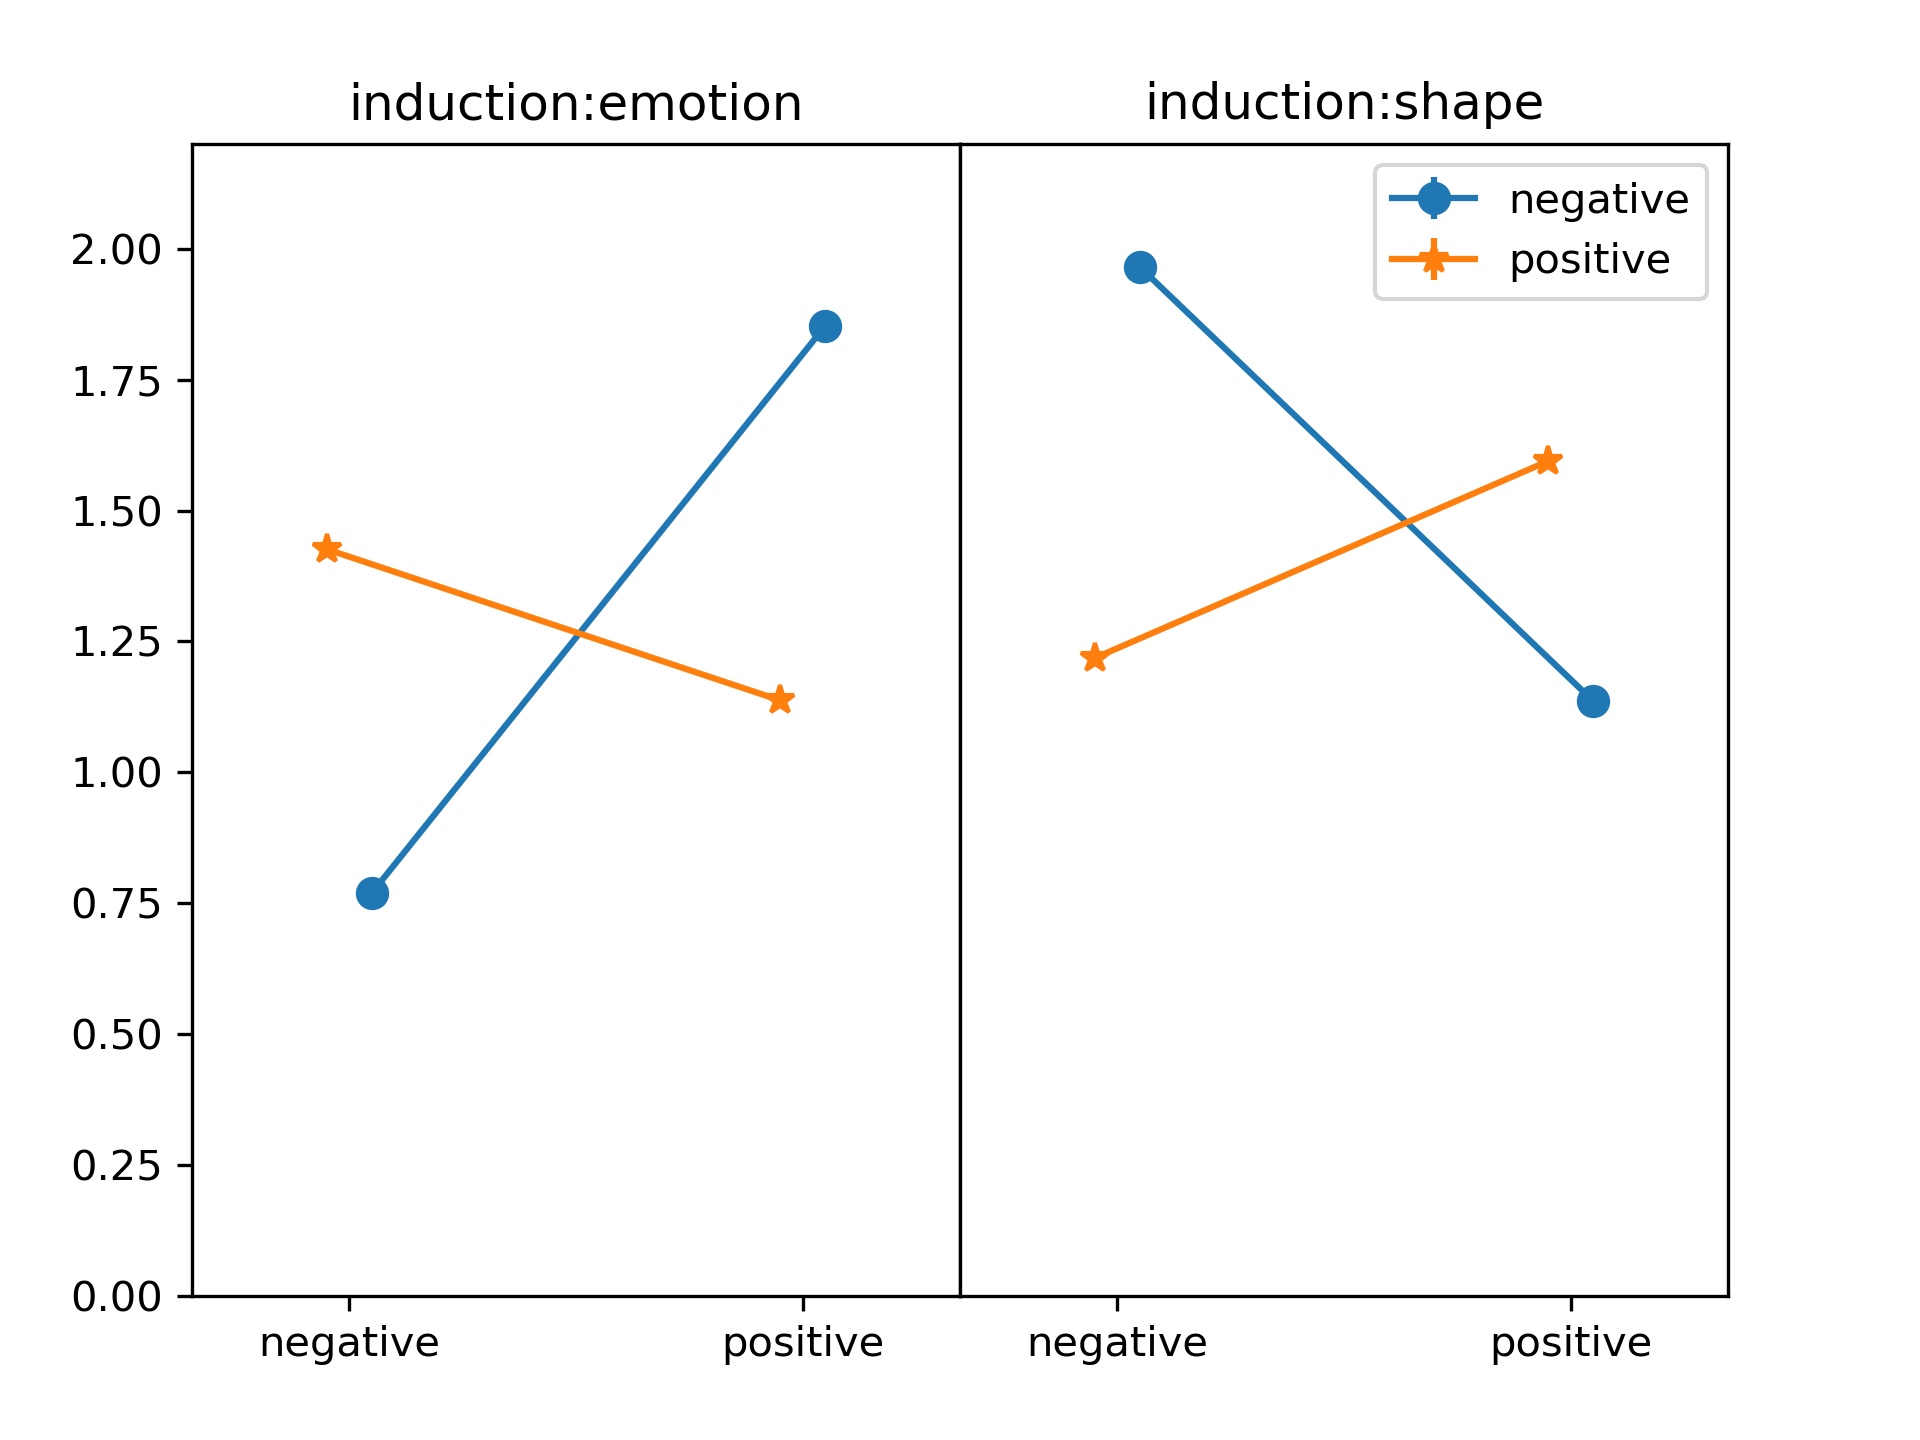 induction:emotion
induction:shape
negative
positive
2.00
1.75
1.50
1.25
1.00
0.75
0.50
0.25
0.00
negative
positive
negative
positive